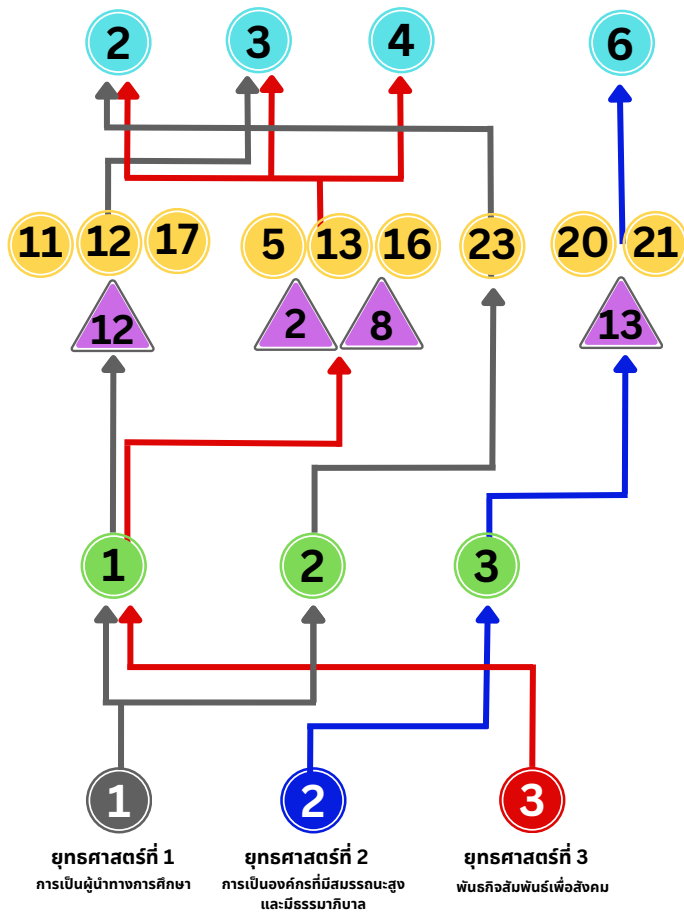 2 3 4 6
11 12 17 5 13 16 23 20 21
12 2 8 13
1 2 3
1 2 3
ยุทธศาสตร์ที่ 1 ยุทธศาสตร์ที่ 2 ยุทธศาสตร์ที่ 3
การเป็นผู้นำทางการศึกษา การเป็นองค์กรที่มีสมรรถนะสูง พันธกิจสัมพันธ์เพื่อสังคม
และมีธรรมาภิบาล